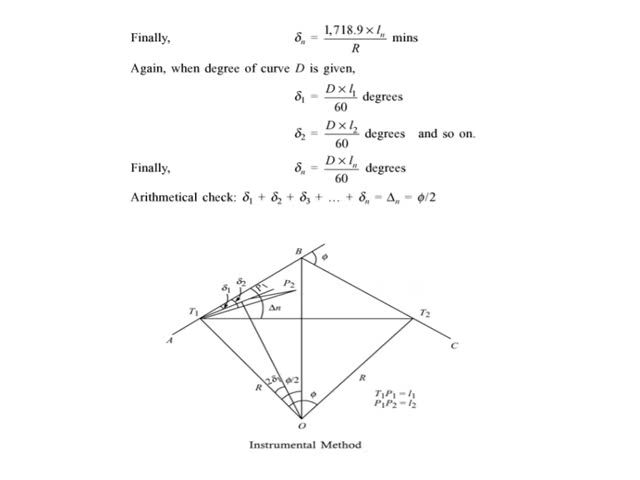 Finally, δₙ = 1,718.9 × lₙ / R mins
Again, when degree of curve D is given,
δ₁ = D × l₁ / 60 degrees
δ₂ = D × l₂ / 60 degrees and so on.
Finally, δₙ = D × lₙ / 60 degrees
Arithmetical check: δ₁ + δ₂ + δ₃ + ... + δₙ = Δₙ = φ/2
B
φ
δ₁ δ₂ P₁ P₂
T₁ Δn T₂
A C
R 2δ₁ φ/2 φ R
T₁P₁ = l₁
P₁P₂ = l₂
O
Instrumental Method